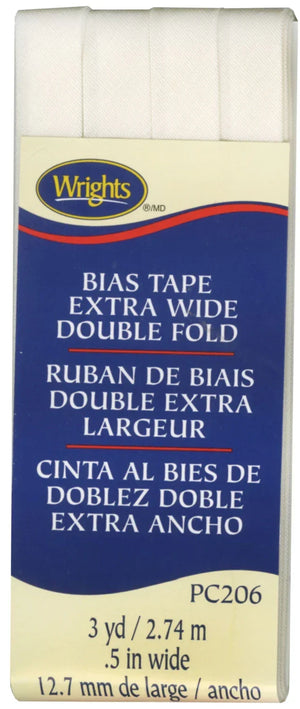 Wrights
®/MD
BIAS TAPE
EXTRA WIDE
DOUBLE FOLD
RUBAN DE BIAIS
DOUBLE EXTRA
LARGEUR
CINTA AL BIES DE
DOBLEZ DOBLE
EXTRA ANCHO
PC206
3 yd / 2.74 m
.5 in wide
12.7 mm de large / ancho